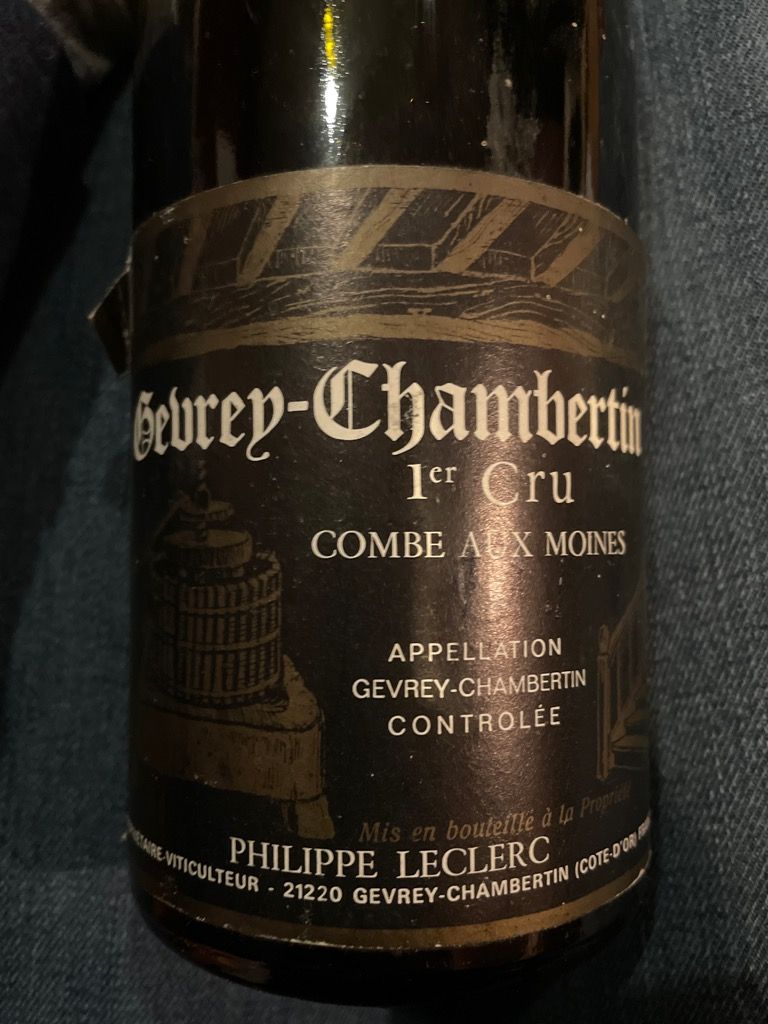 Gevrey-Chambertin
1er Cru
COMBE AUX MOINES
APPELLATION
GEVREY-CHAMBERTIN
CONTROLÉE
Mis en bouteille à la Propriété
PHILIPPE LECLERC
VITICULTEUR - 21220 GEVREY-CHAMBERTIN (COTE-D'OR)